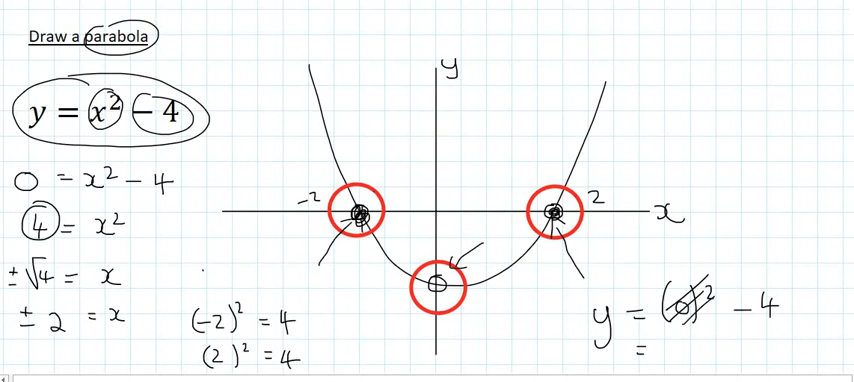 Draw a parabola
y = x² − 4
0 = x² − 4
4 = x²
± √4 = x
± 2 = x
(−2)² = 4
(2)² = 4
y
−2
2
x
y = (0)² − 4
=